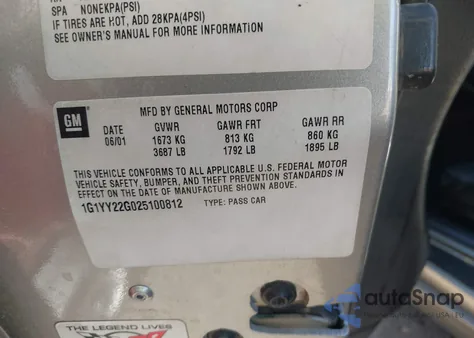 SPA NONEKPA(PSI)
IF TIRES ARE HOT, ADD 28KPA(4PSI)
SEE OWNER'S MANUAL FOR MORE INFORMATION
GM
MFD BY GENERAL MOTORS CORP
DATE GVWR GAWR FRT GAWR RR
06/01 1673 KG 813 KG 860 KG
3687 LB 1792 LB 1895 LB
THIS VEHICLE CONFORMS TO ALL APPLICABLE U.S. FEDERAL MOTOR
VEHICLE SAFETY, BUMPER, AND THEFT PREVENTION STANDARDS IN
EFFECT ON THE DATE OF MANUFACTURE SHOWN ABOVE.
1G1YY22G025100812 TYPE: PASS CAR
THE LEGEND LIVES
autoSnap